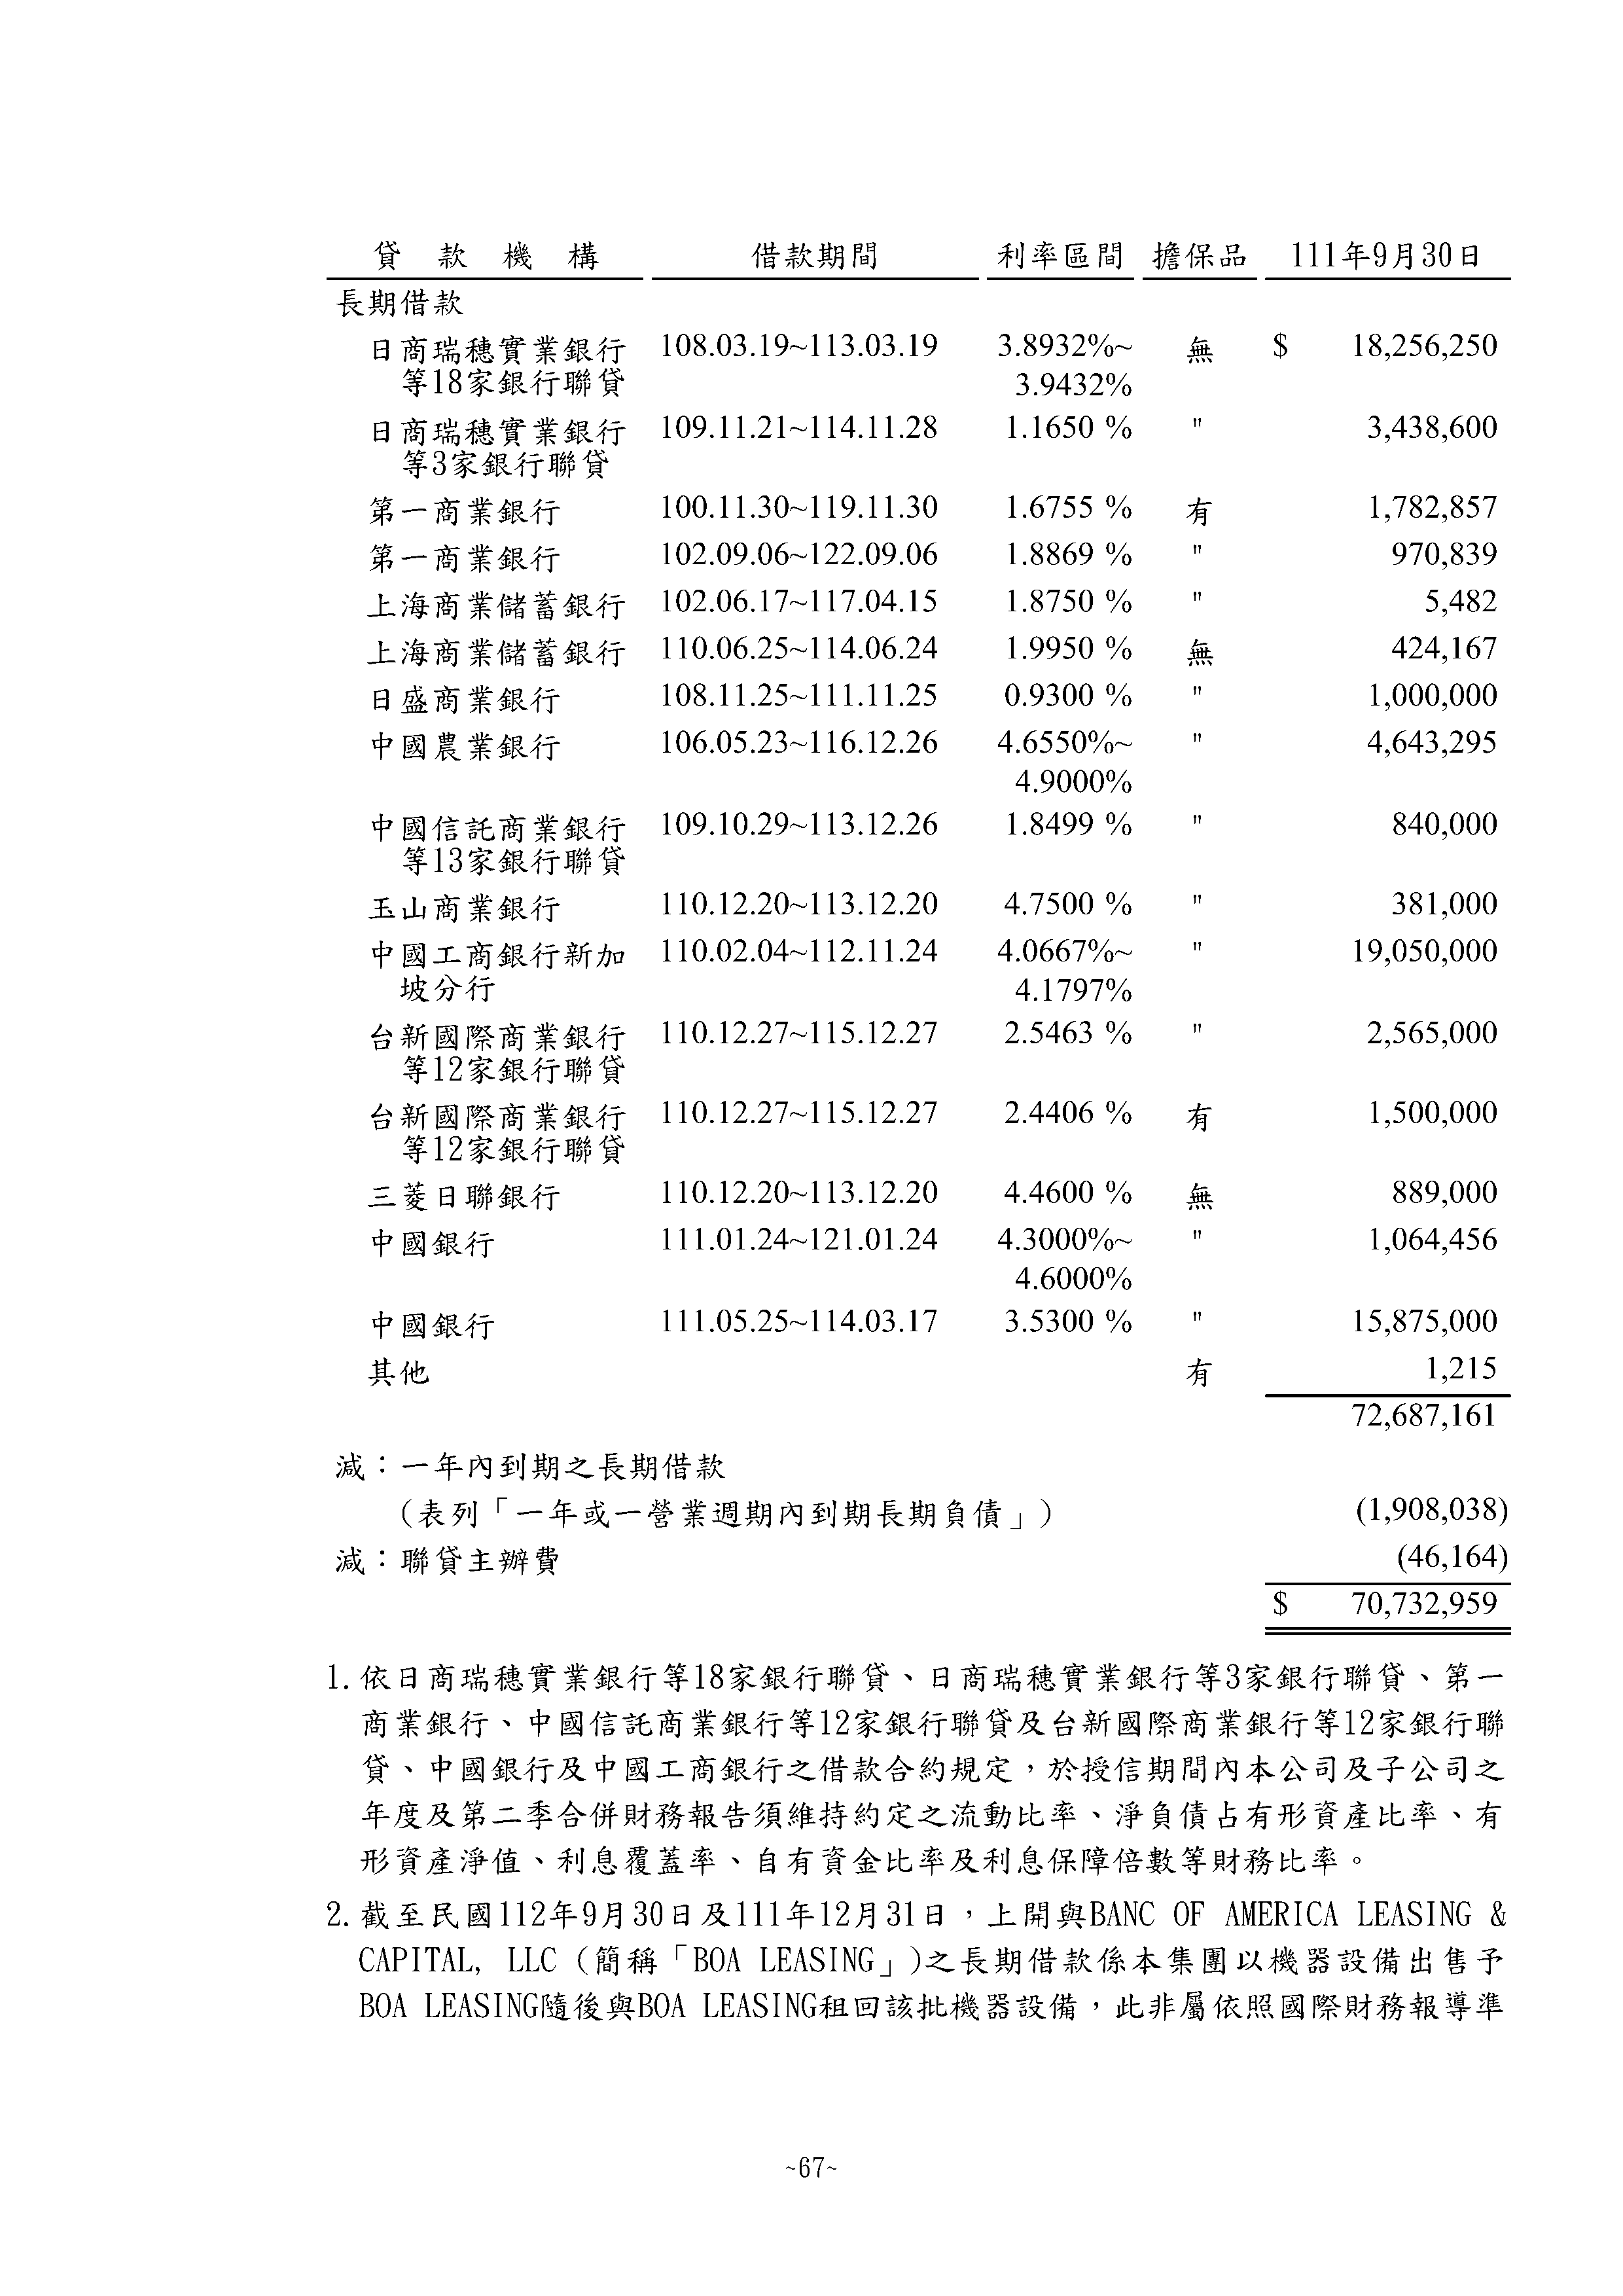 貸款機構 借款期間 利率區間 擔保品 111年9月30日
長期借款
日商瑞穗實業銀行 108.03.19~113.03.19 3.8932%~ 無 $ 18,256,250
等18家銀行聯貸 3.9432%
日商瑞穗實業銀行 109.11.21~114.11.28 1.1650 % " 3,438,600
等3家銀行聯貸
第一商業銀行 100.11.30~119.11.30 1.6755 % 有 1,782,857
第一商業銀行 102.09.06~122.09.06 1.8869 % " 970,839
上海商業儲蓄銀行 102.06.17~117.04.15 1.8750 % " 5,482
上海商業儲蓄銀行 110.06.25~114.06.24 1.9950 % 無 424,167
日盛商業銀行 108.11.25~111.11.25 0.9300 % " 1,000,000
中國農業銀行 106.05.23~116.12.26 4.6550%~ " 4,643,295
4.9000%
中國信託商業銀行 109.10.29~113.12.26 1.8499 % " 840,000
等13家銀行聯貸
玉山商業銀行 110.12.20~113.12.20 4.7500 % " 381,000
中國工商銀行新加 110.02.04~112.11.24 4.0667%~ " 19,050,000
坡分行 4.1797%
台新國際商業銀行 110.12.27~115.12.27 2.5463 % " 2,565,000
等12家銀行聯貸
台新國際商業銀行 110.12.27~115.12.27 2.4406 % 有 1,500,000
等12家銀行聯貸
三菱日聯銀行 110.12.20~113.12.20 4.4600 % 無 889,000
中國銀行 111.01.24~121.01.24 4.3000%~ " 1,064,456
4.6000%
中國銀行 111.05.25~114.03.17 3.5300 % " 15,875,000
其他 有 1,215
72,687,161
減：一年內到期之長期借款
(表列「一年或一營業週期內到期長期負債」) (1,908,038)
減：聯貸主辦費 (46,164)
$ 70,732,959
1. 依日商瑞穗實業銀行等18家銀行聯貸、日商瑞穗實業銀行等3家銀行聯貸、第一
商業銀行、中國信託商業銀行等12家銀行聯貸及台新國際商業銀行等12家銀行聯
貸、中國銀行及中國工商銀行之借款合約規定，於授信期間內本公司及子公司之
年度及第二季合併財務報告須維持約定之流動比率、淨負債占有形資產比率、有
形資產淨值、利息覆蓋率、自有資金比率及利息保障倍數等財務比率。
2. 截至民國112年9月30日及111年12月31日，上開與BANC OF AMERICA LEASING &
CAPITAL, LLC (簡稱「BOA LEASING」)之長期借款係本集團以機器設備出售予
BOA LEASING隨後與BOA LEASING租回該批機器設備，此非屬依照國際財務報導準
~67~